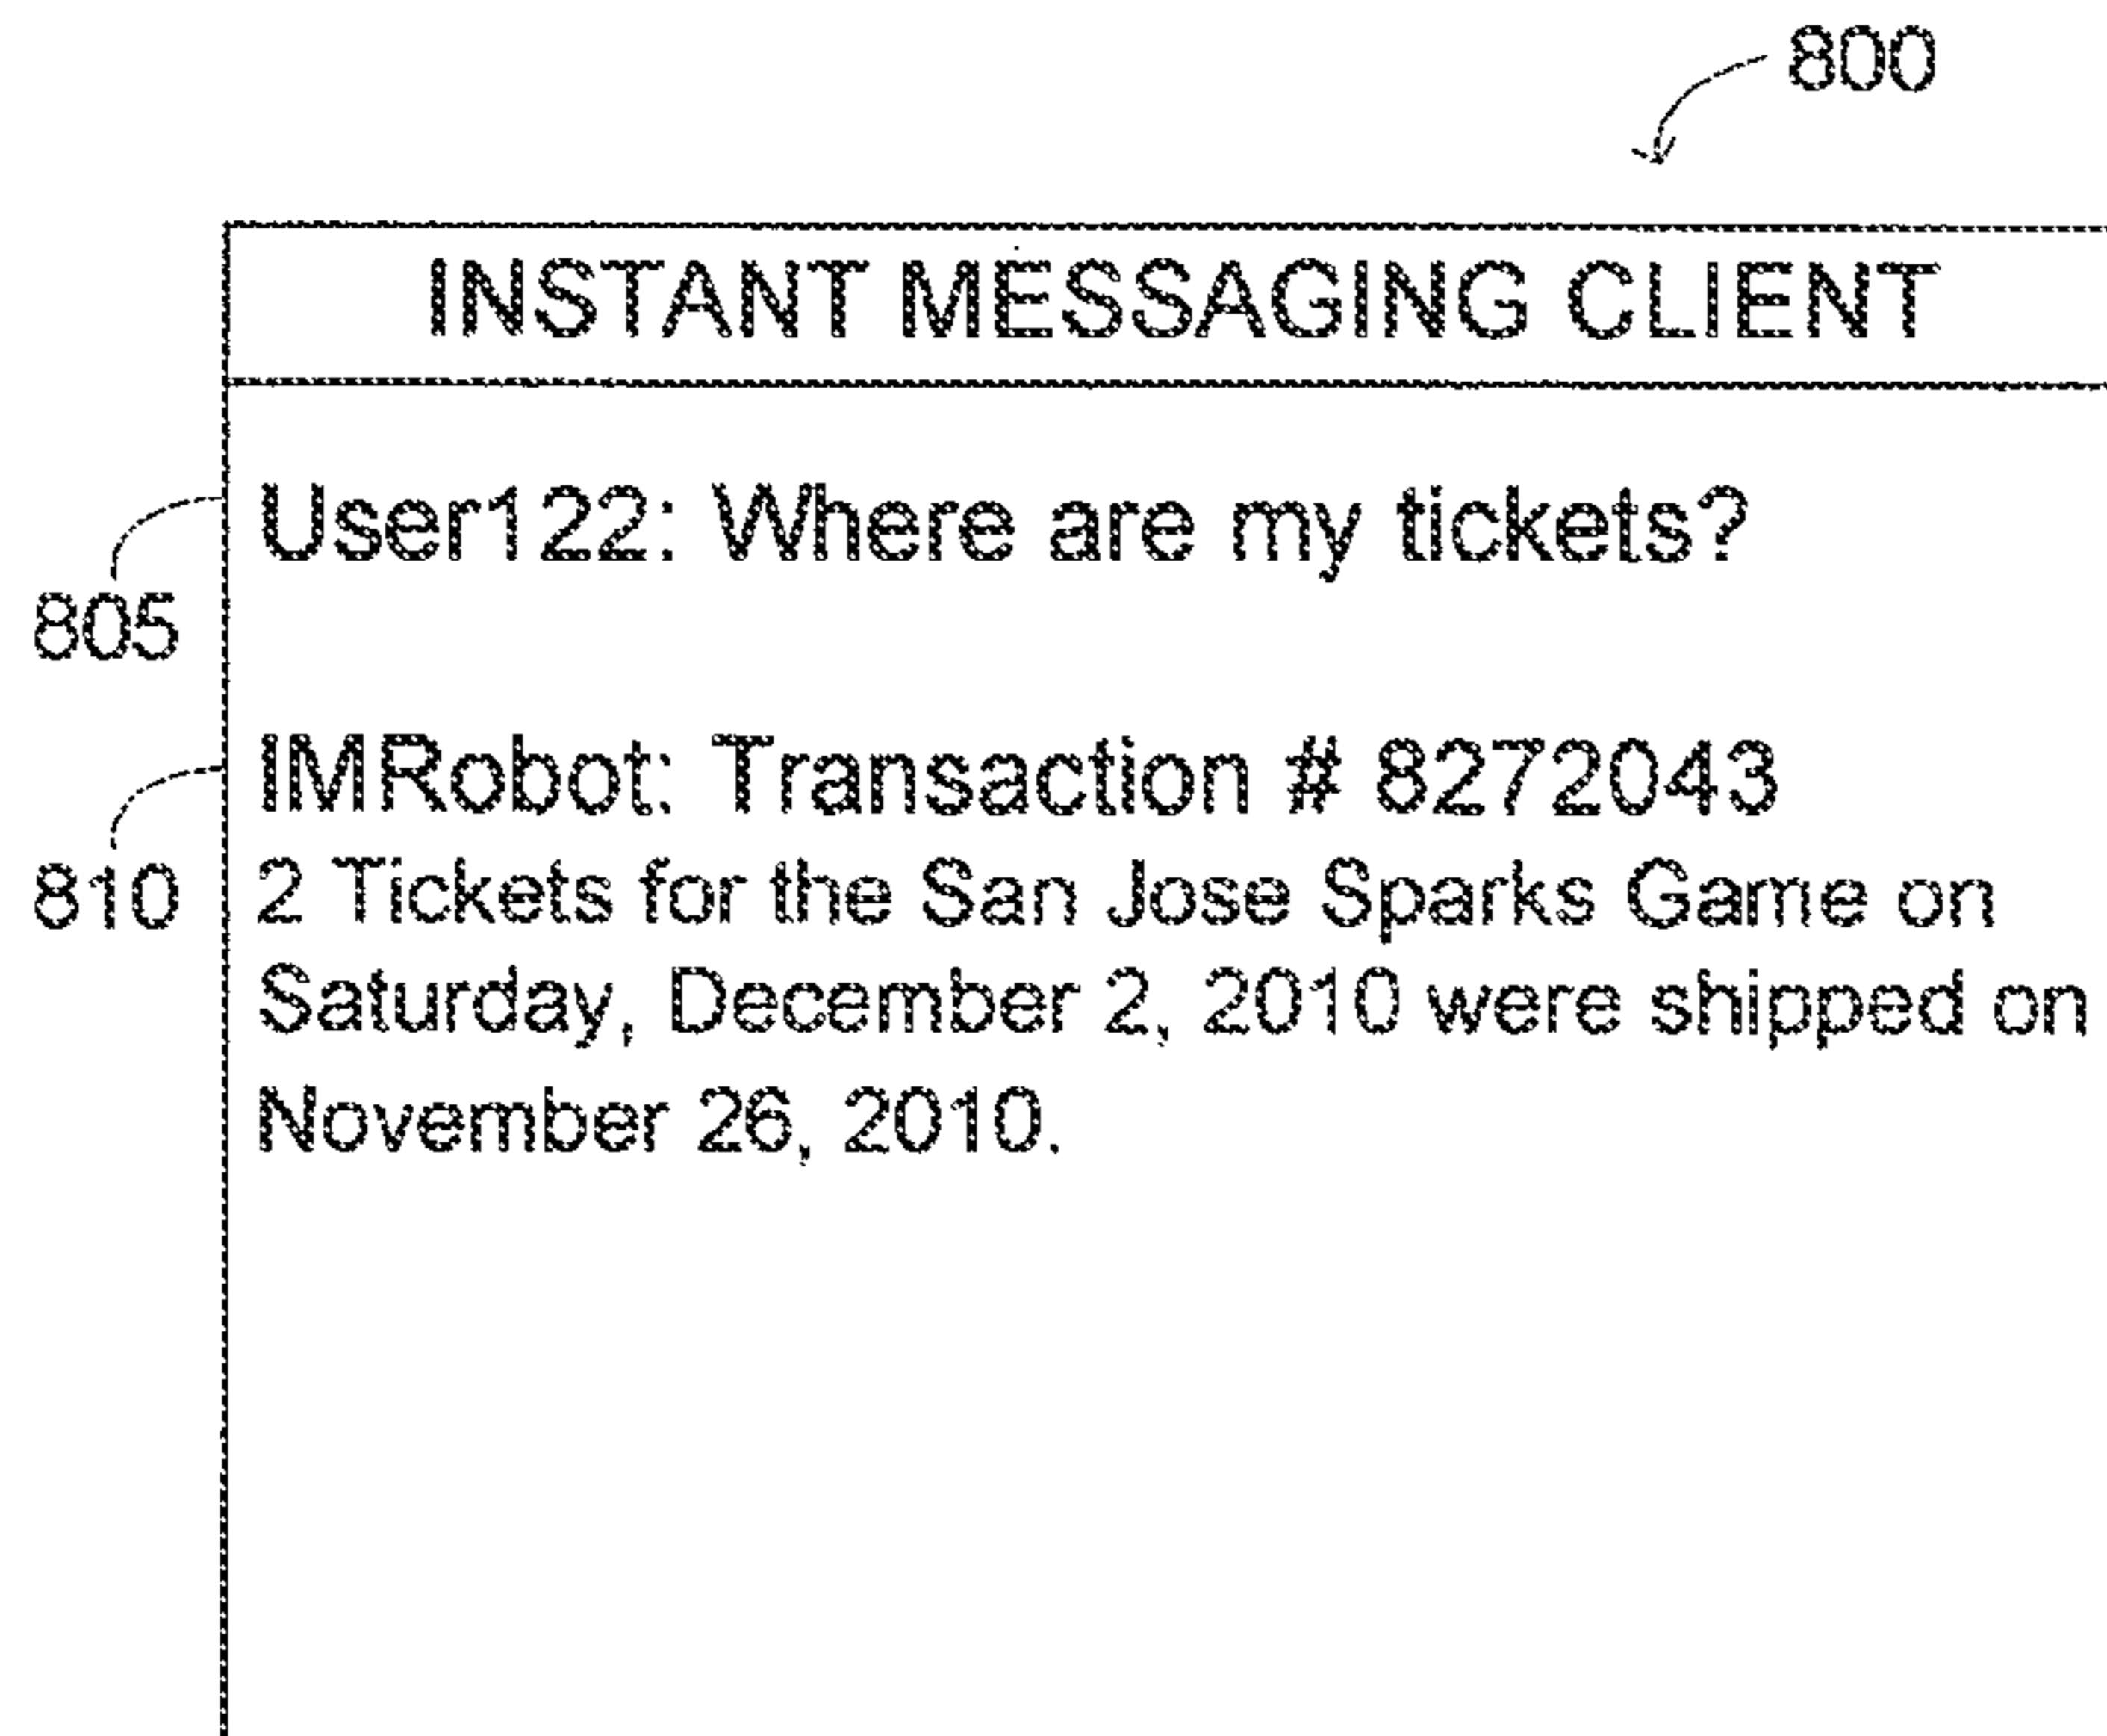 800
INSTANT MESSAGING CLIENT
User122: Where are my tickets?
805
IMRobot: Transaction # 8272043
810
2 Tickets for the San Jose Sparks Game on
Saturday, December 2, 2010 were shipped on
November 26, 2010.